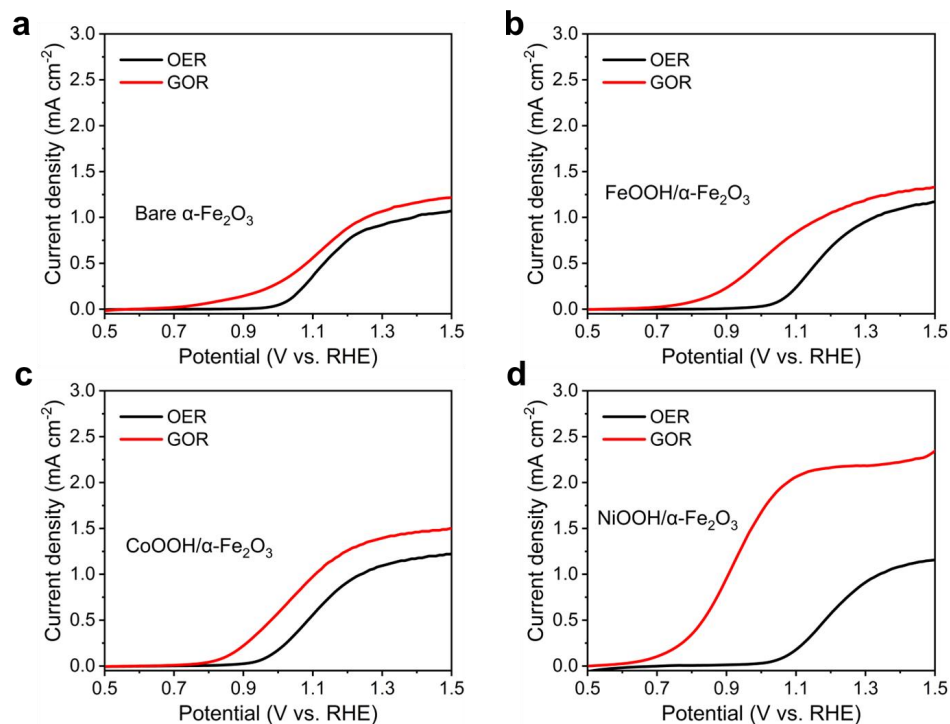 a
3.0
2.5
2.0
1.5
1.0
0.5
0.0
Current density (mA cm⁻²)
OER
GOR
Bare α-Fe₂O₃
0.5 0.7 0.9 1.1 1.3 1.5
Potential (V vs. RHE)
b
3.0
2.5
2.0
1.5
1.0
0.5
0.0
Current density (mA cm⁻²)
OER
GOR
FeOOH/α-Fe₂O₃
0.5 0.7 0.9 1.1 1.3 1.5
Potential (V vs. RHE)
c
3.0
2.5
2.0
1.5
1.0
0.5
0.0
Current density (mA cm⁻²)
OER
GOR
CoOOH/α-Fe₂O₃
0.5 0.7 0.9 1.1 1.3 1.5
Potential (V vs. RHE)
d
3.0
2.5
2.0
1.5
1.0
0.5
0.0
Current density (mA cm⁻²)
OER
GOR
NiOOH/α-Fe₂O₃
0.5 0.7 0.9 1.1 1.3 1.5
Potential (V vs. RHE)